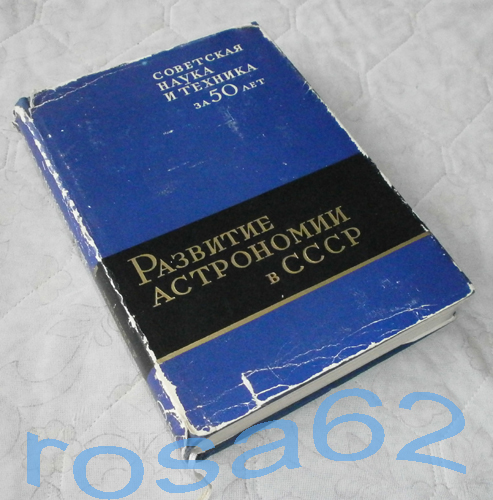 СОВЕТСКАЯ
НАУКА
И ТЕХНИКА
ЗА 50 ЛЕТ
РАЗВИТИЕ
АСТРОНОМИИ
В СССР
rosa62